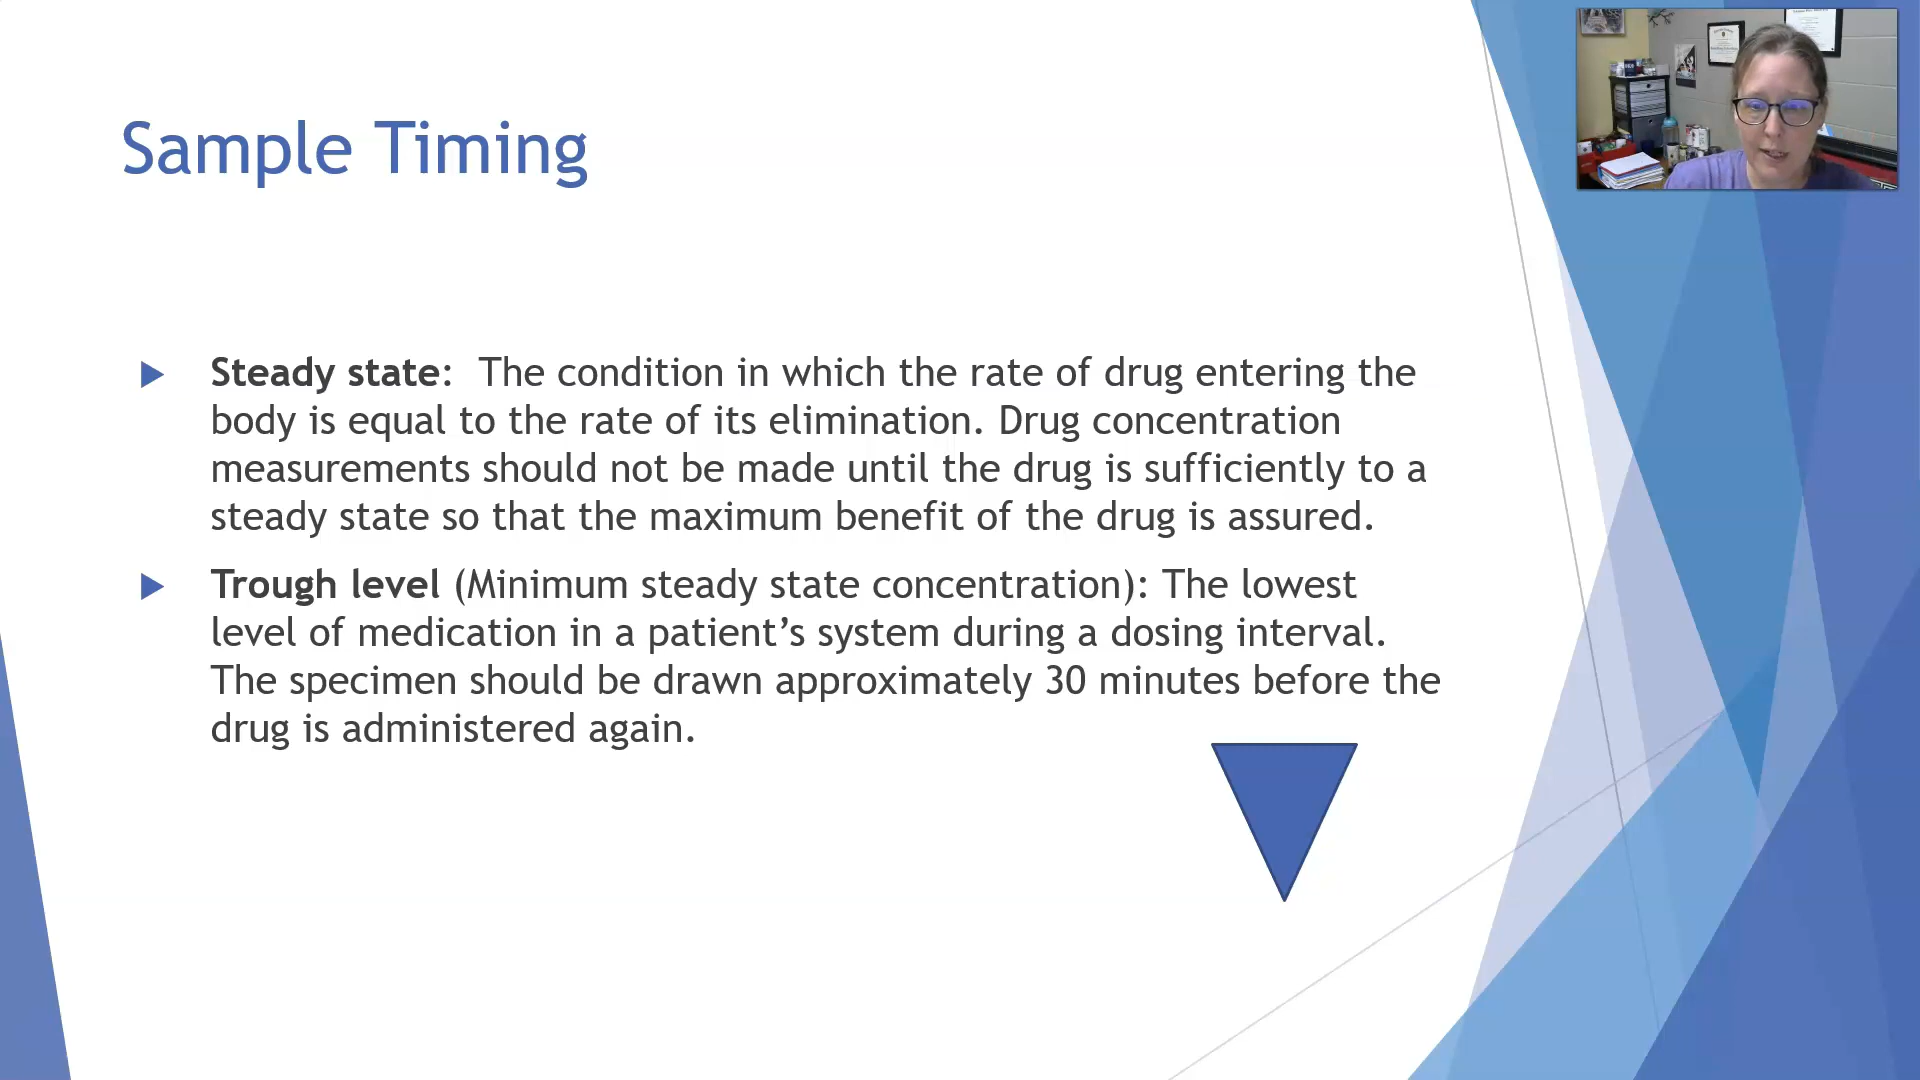 Sample Timing
Steady state: The condition in which the rate of drug entering the
body is equal to the rate of its elimination. Drug concentration
measurements should not be made until the drug is sufficiently to a
steady state so that the maximum benefit of the drug is assured.
Trough level (Minimum steady state concentration): The lowest
level of medication in a patient’s system during a dosing interval.
The specimen should be drawn approximately 30 minutes before the
drug is administered again.